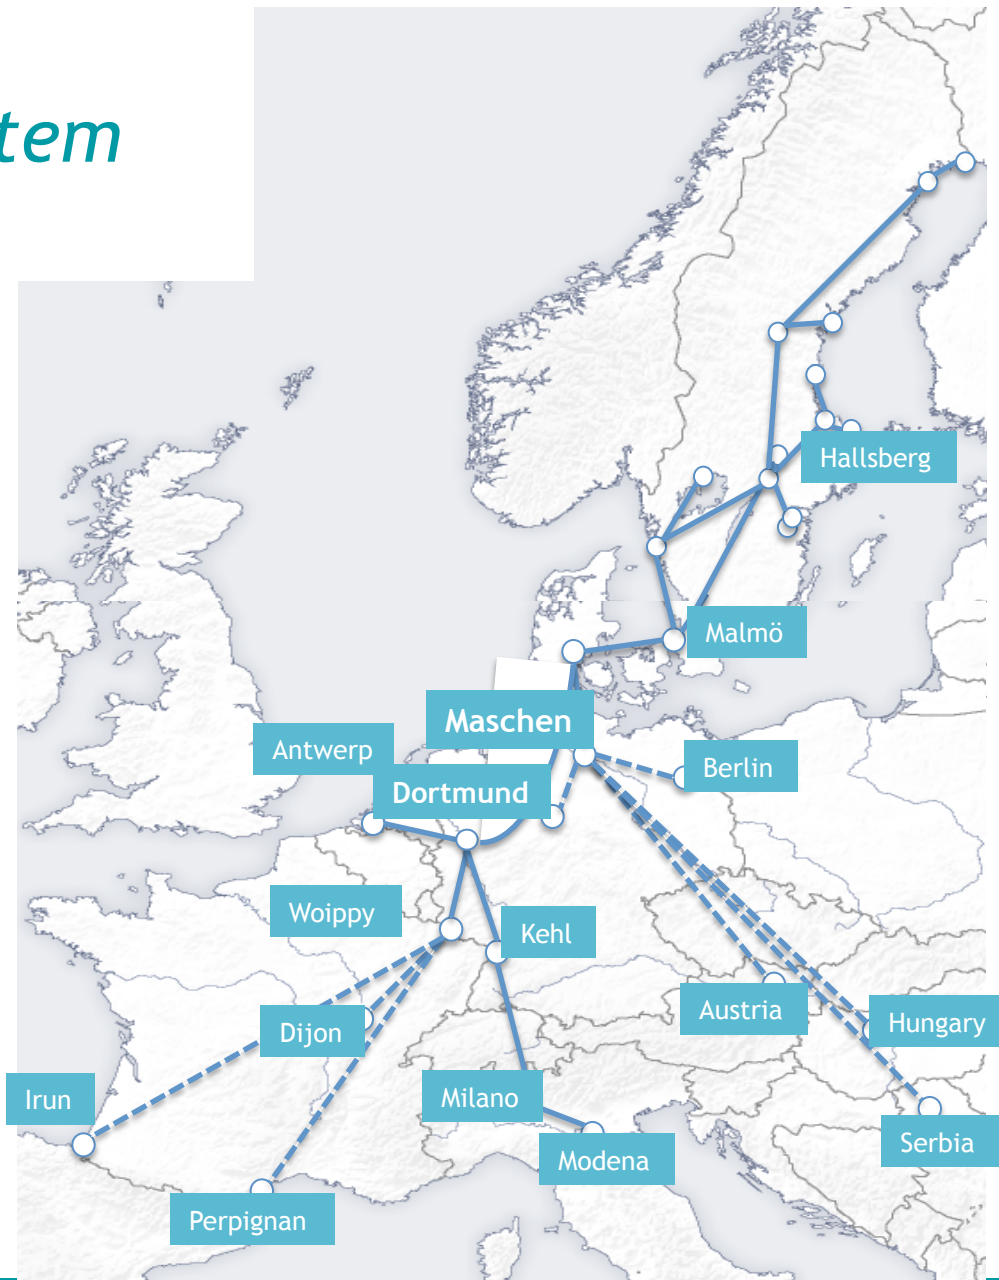 tem
Hallsberg
Malmö
Maschen
Antwerp
Berlin
Dortmund
Woippy
Kehl
Austria
Hungary
Dijon
Irun
Milano
Serbia
Modena
Perpignan